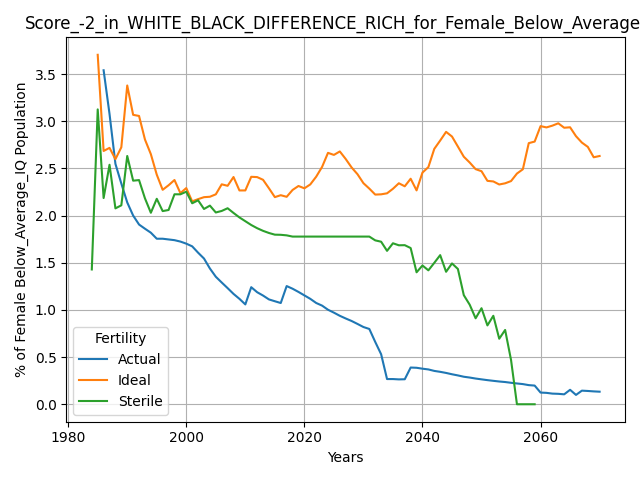 Score_-2_in_WHITE_BLACK_DIFFERENCE_RICH_for_Female_Below_Average
% of Female Below_Average_IQ Population
3.5
3.0
2.5
2.0
1.5
1.0
0.5
0.0
Fertility
Actual
Ideal
Sterile
1980
2000
2020
2040
2060
Years